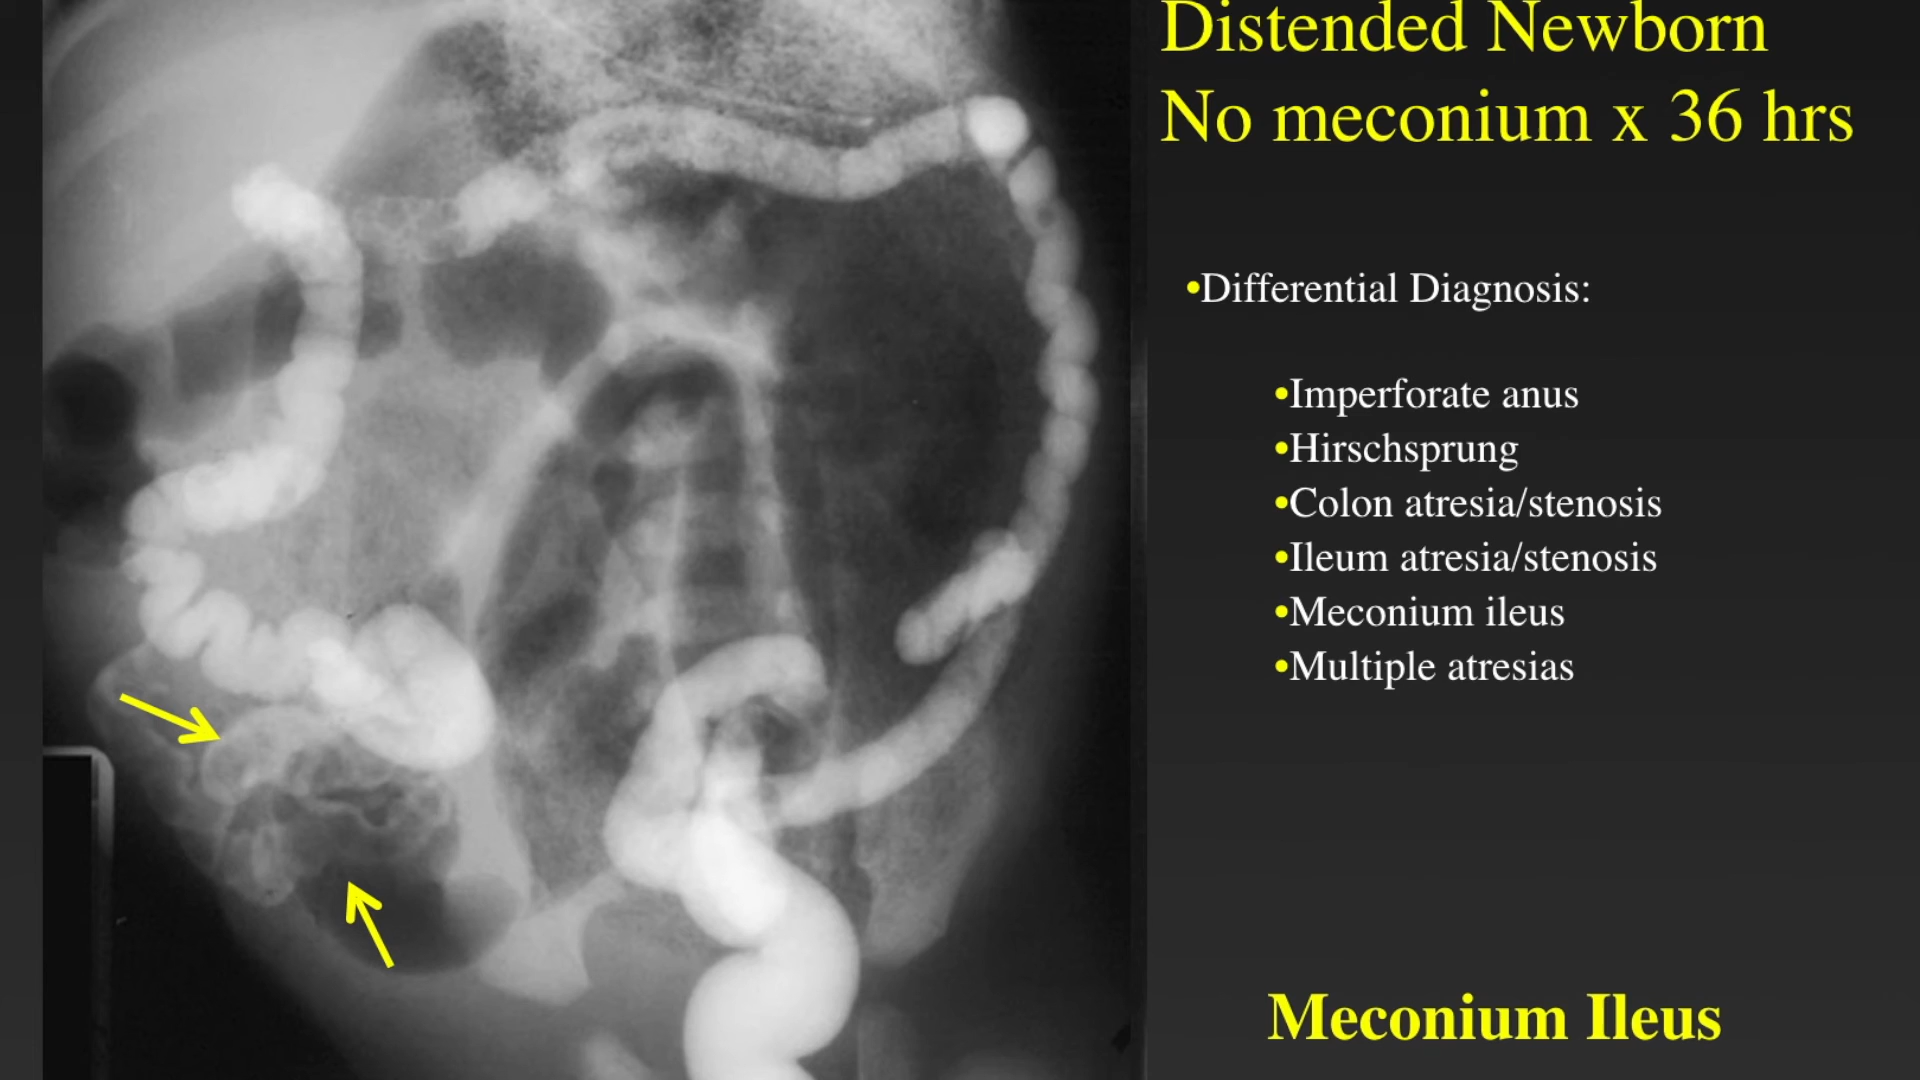 Distended Newborn
No meconium x 36 hrs
•Differential Diagnosis:
•Imperforate anus
•Hirschsprung
•Colon atresia/stenosis
•Ileum atresia/stenosis
•Meconium ileus
•Multiple atresias
Meconium Ileus